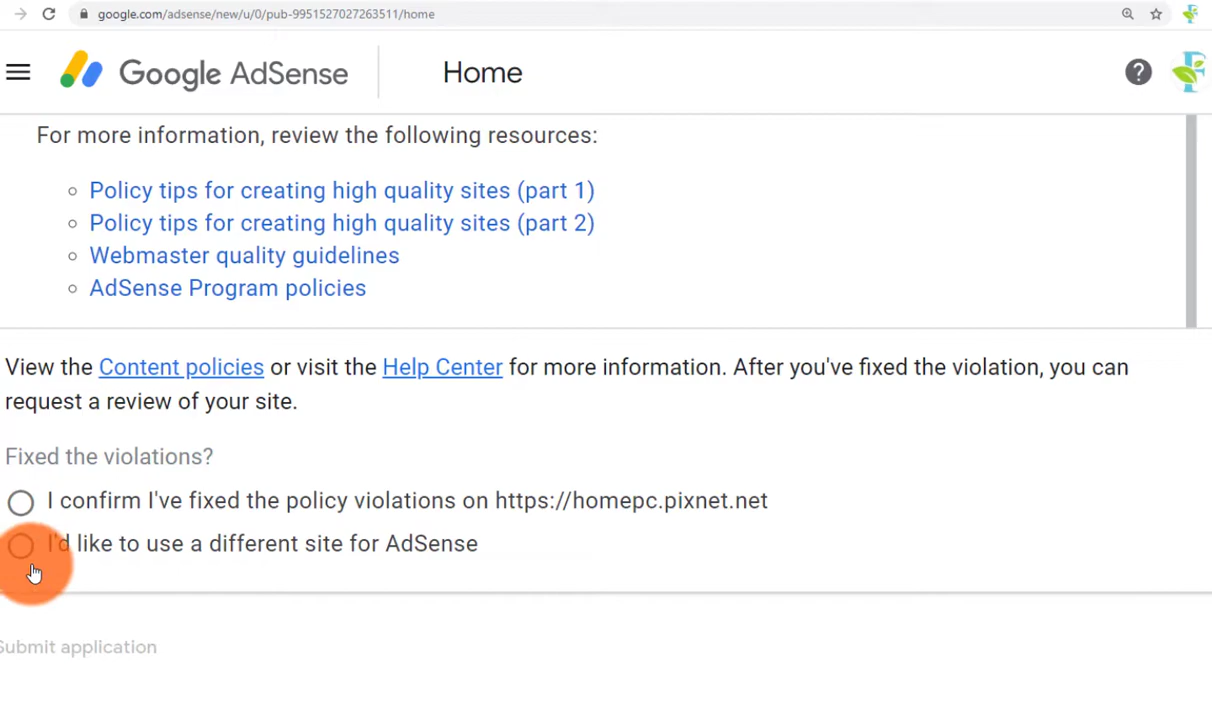 google.com/adsense/new/u/0/pub-9951527027263511/home
Google AdSense
Home
For more information, review the following resources:
Policy tips for creating high quality sites (part 1)
Policy tips for creating high quality sites (part 2)
Webmaster quality guidelines
AdSense Program policies
View the Content policies or visit the Help Center for more information. After you've fixed the violation, you can
request a review of your site.
Fixed the violations?
I confirm I've fixed the policy violations on https://homepc.pixnet.net
I'd like to use a different site for AdSense
Submit application